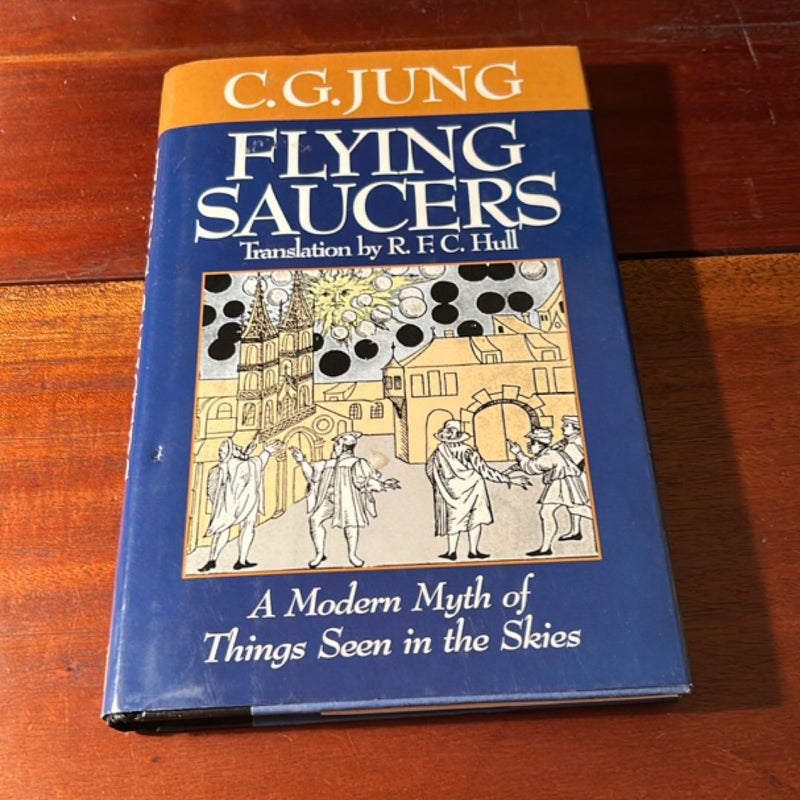 C.G.JUNG
FLYING
SAUCERS
Translation by R. F. C. Hull
A Modern Myth of
Things Seen in the Skies